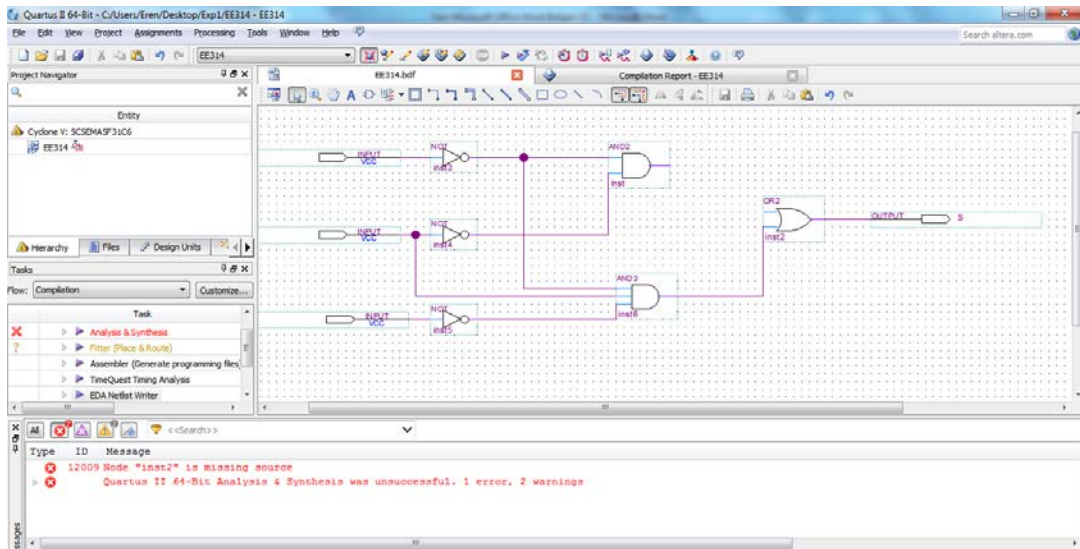 Quartus II 64-Bit - C:/Users/Eren/Desktop/Exp1/EE314 - EE314
File Edit View Project Assignments Processing Tools Window Help
Search altera.com
EE314
Project Navigator
EE314.bdf
Compilation Report - EE314
Entity
Cyclone V: 5CSEMA5F31C6
EE314
Hierarchy Files Design Units
Tasks
Flow: Compilation Customize...
Task
Analysis & Synthesis
Fitter (Place & Route)
Assembler (Generate programming files)
TimeQuest Timing Analysis
EDA Netlist Writer
INPUT
VCC
NOT
inst3
AND2
inst
INPUT
VCC
NOT
inst4
OR2
inst2
OUTPUT
S
AND3
inst6
INPUT
VCC
NOT
inst5
All
<<Search>>
Type ID Message
12009 Node "inst2" is missing source
Quartus II 64-Bit Analysis & Synthesis was unsuccessful. 1 error, 2 warnings